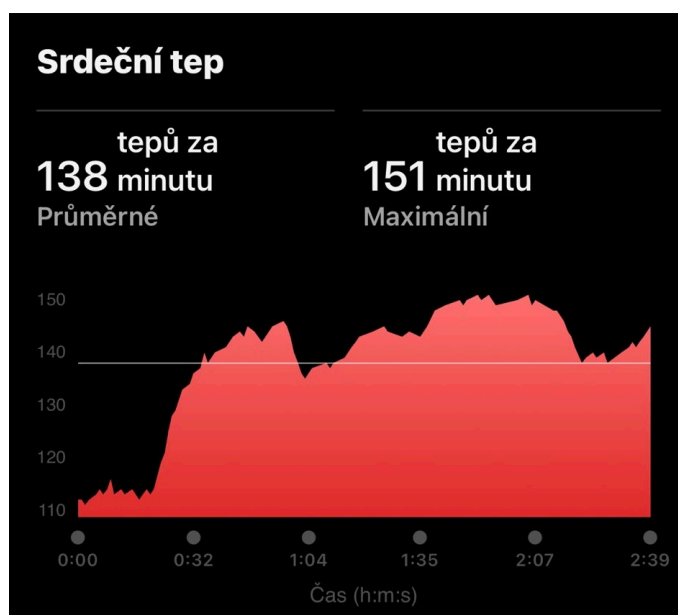 Srdeční tep
138 tepů za minutu
Průměrné
151 tepů za minutu
Maximální
150
140
130
120
110
0:00 0:32 1:04 1:35 2:07 2:39
Čas (h:m:s)